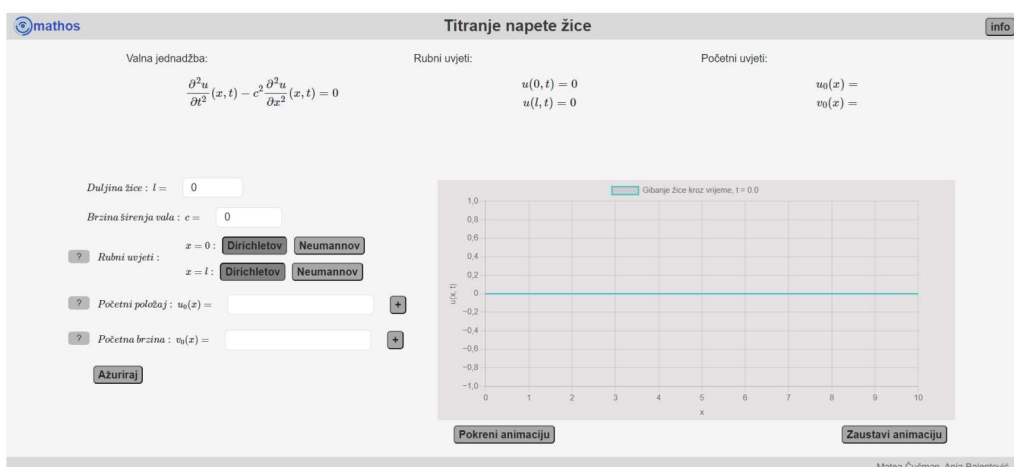 mathos
Titranje napete žice
info
Valna jednadžba:
∂²u/∂t² (x, t) − c² ∂²u/∂x² (x, t) = 0
Rubni uvjeti:
u(0, t) = 0
u(l, t) = 0
Početni uvjeti:
u₀(x) =
v₀(x) =
Duljina žice : l = 0
Brzina širenja vala : c = 0
? Rubni uvjeti :
x = 0 : Dirichletov Neumannov
x = l : Dirichletov Neumannov
? Početni položaj : u₀(x) = +
? Početna brzina : v₀(x) = +
Ažuriraj
Gibanje žice kroz vrijeme, t = 0.0
u(x, t)
1,0
0,8
0,6
0,4
0,2
0
−0,2
−0,4
−0,6
−0,8
−1,0
0 1 2 3 4 5 6 7 8 9 10
x
Pokreni animaciju
Zaustavi animaciju
Matea Čušman, Anja Balentović